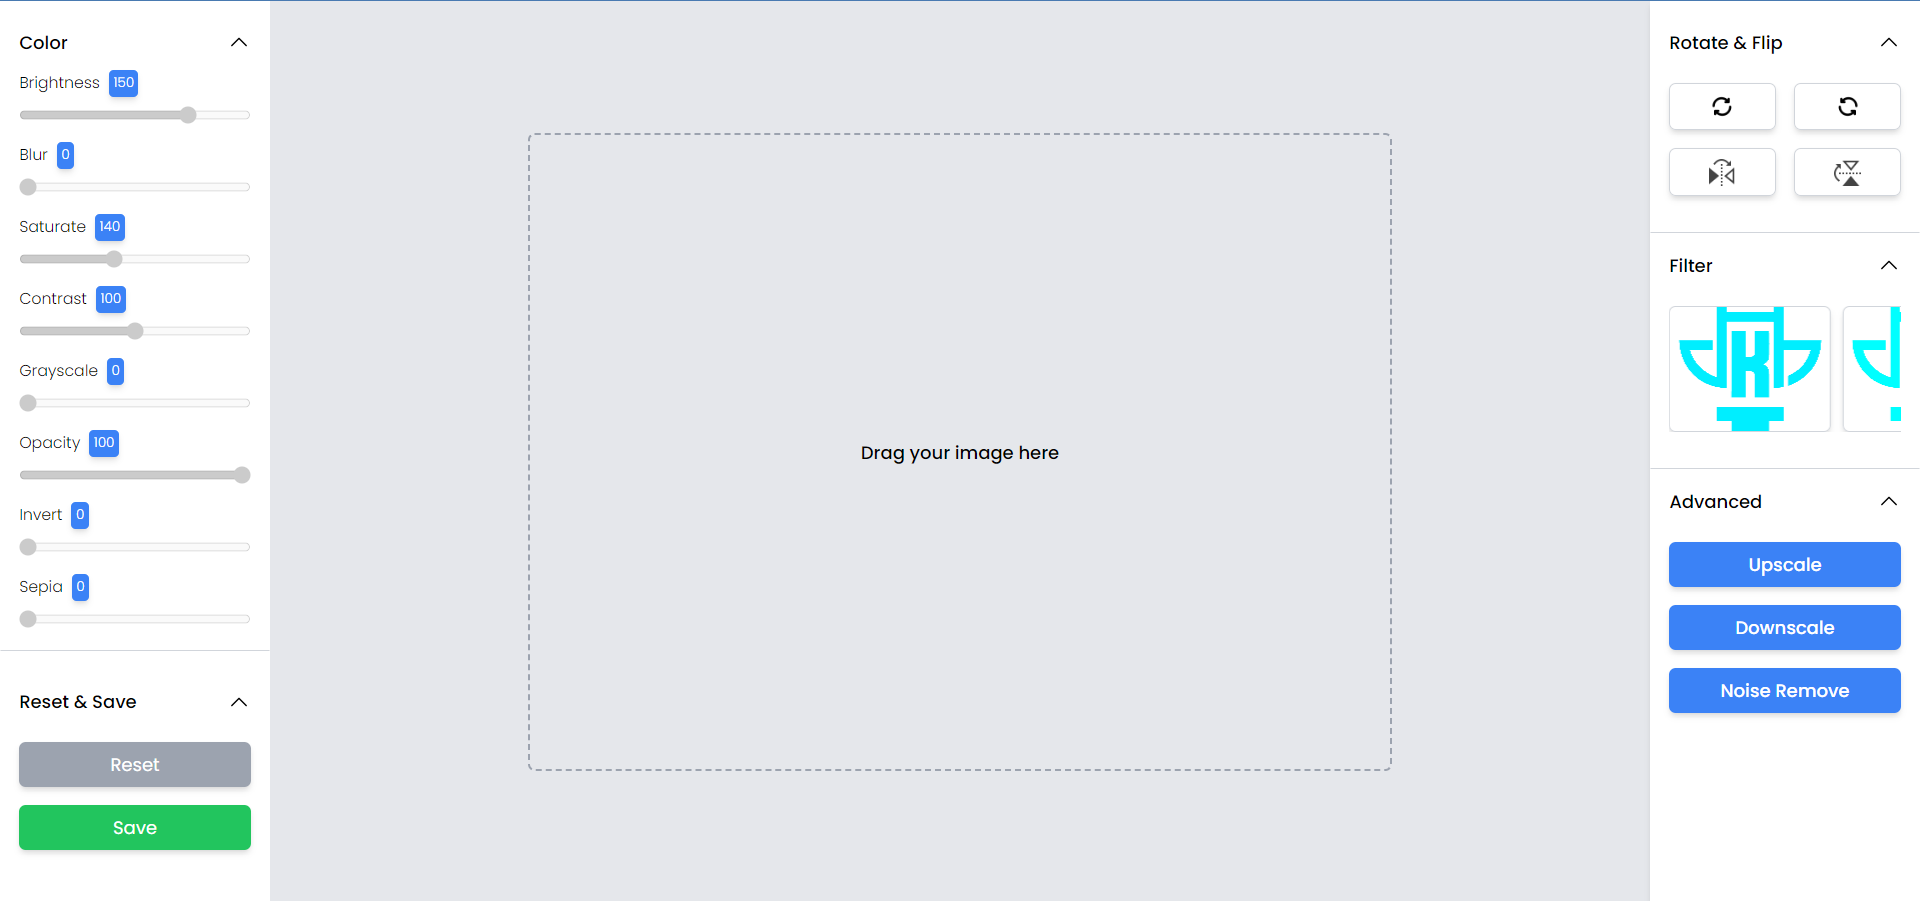 Color
Brightness 150
Blur 0
Saturate 140
Contrast 100
Grayscale 0
Opacity 100
Invert 0
Sepia 0
Reset & Save
Reset
Save
Drag your image here
Rotate & Flip
Filter
K
Advanced
Upscale
Downscale
Noise Remove